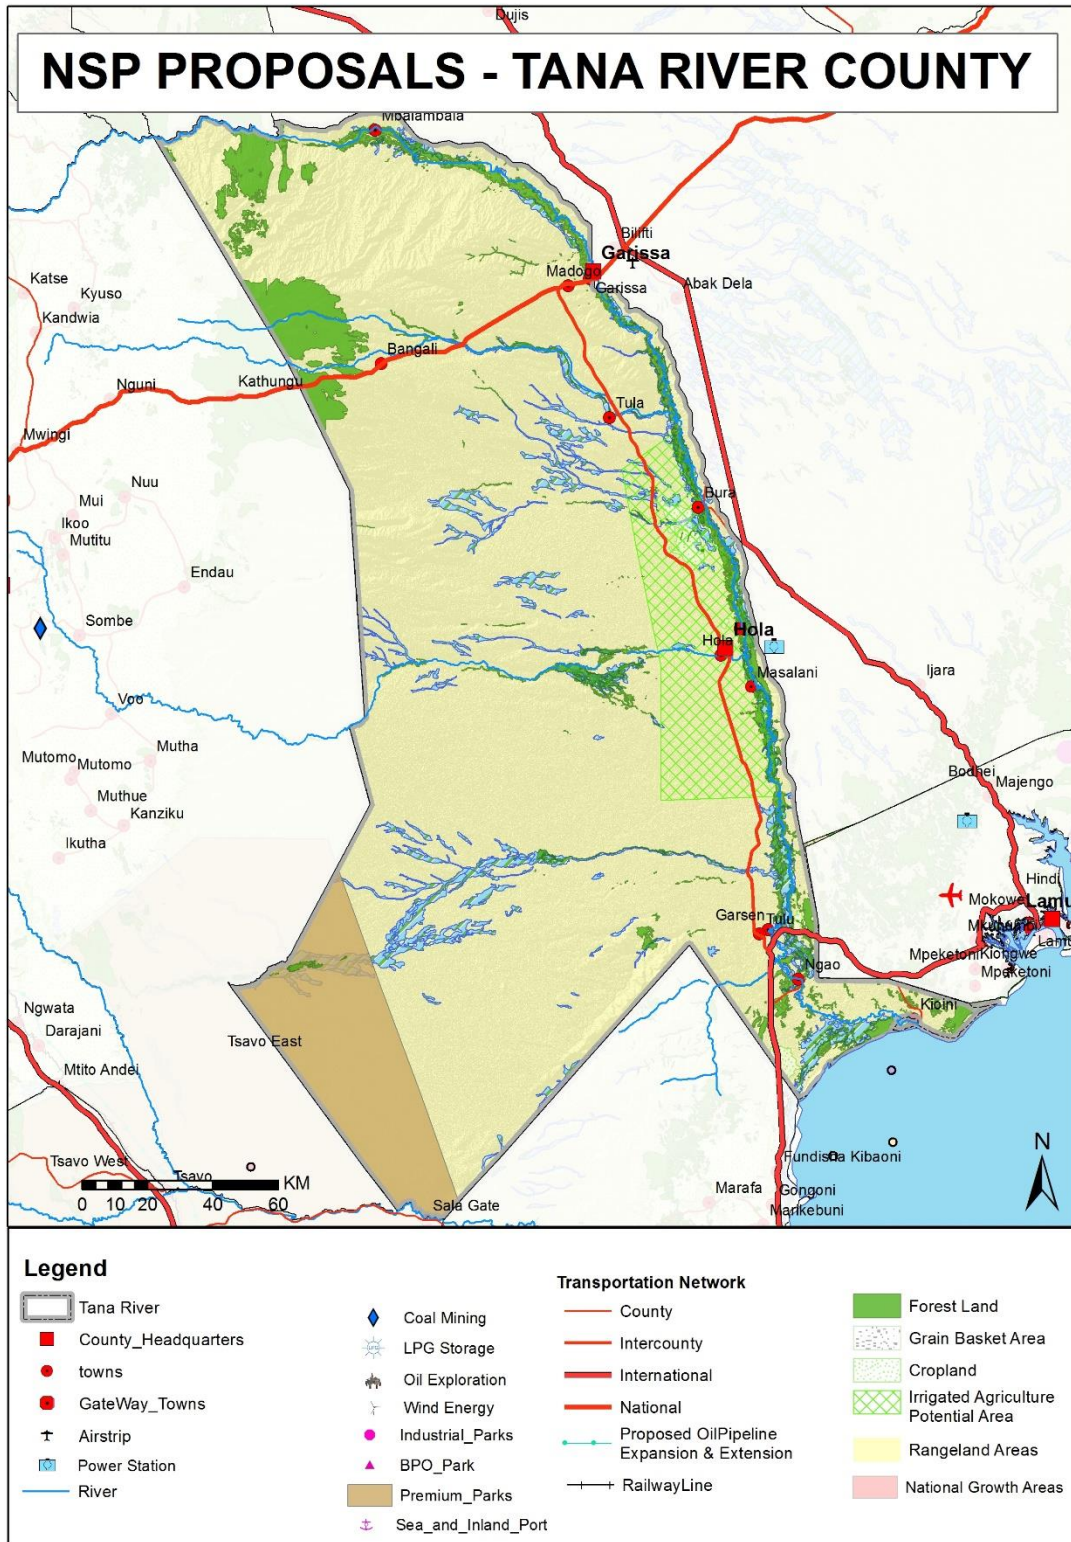 Dujis
NSP PROPOSALS - TANA RIVER COUNTY
Mbalambala
Bilifti
Garissa
Madogo
Garissa
Abak Dela
Katse
Kyuso
Kandwia
Bangali
Kathungu
Nguni
Tula
Mwingi
Nuu
Mui
Bura
Ikoo
Mutitu
Endau
Sombe
Hola
Hola
Masalani
Ijara
Voo
Mutha
Mutomo
Mutomo
Bodhei
Majengo
Muthue
Kanziku
Ikutha
Hindi
Mokowe
Lamu
Garsen
Tulu
Mkunumbi
Lamu
Mpeketoni
Kiongwe
Ngao
Mpeketoni
Kioini
Ngwata
Darajani
Tsavo East
Mtito Andei
Fundisha Kibaoni
Tsavo West
Tsavo
KM
0 10 20 40 60
Sala Gate
Marafa
Gongoni
Marikebuni
N
Legend
Tana River
County_Headquarters
towns
GateWay_Towns
Airstrip
Power Station
River
Coal Mining
LPG Storage
Oil Exploration
Wind Energy
Industrial_Parks
BPO_Park
Premium_Parks
Sea_and_Inland_Port
Transportation Network
County
Intercounty
International
National
Proposed OilPipeline
Expansion & Extension
RailwayLine
Forest Land
Grain Basket Area
Cropland
Irrigated Agriculture
Potential Area
Rangeland Areas
National Growth Areas